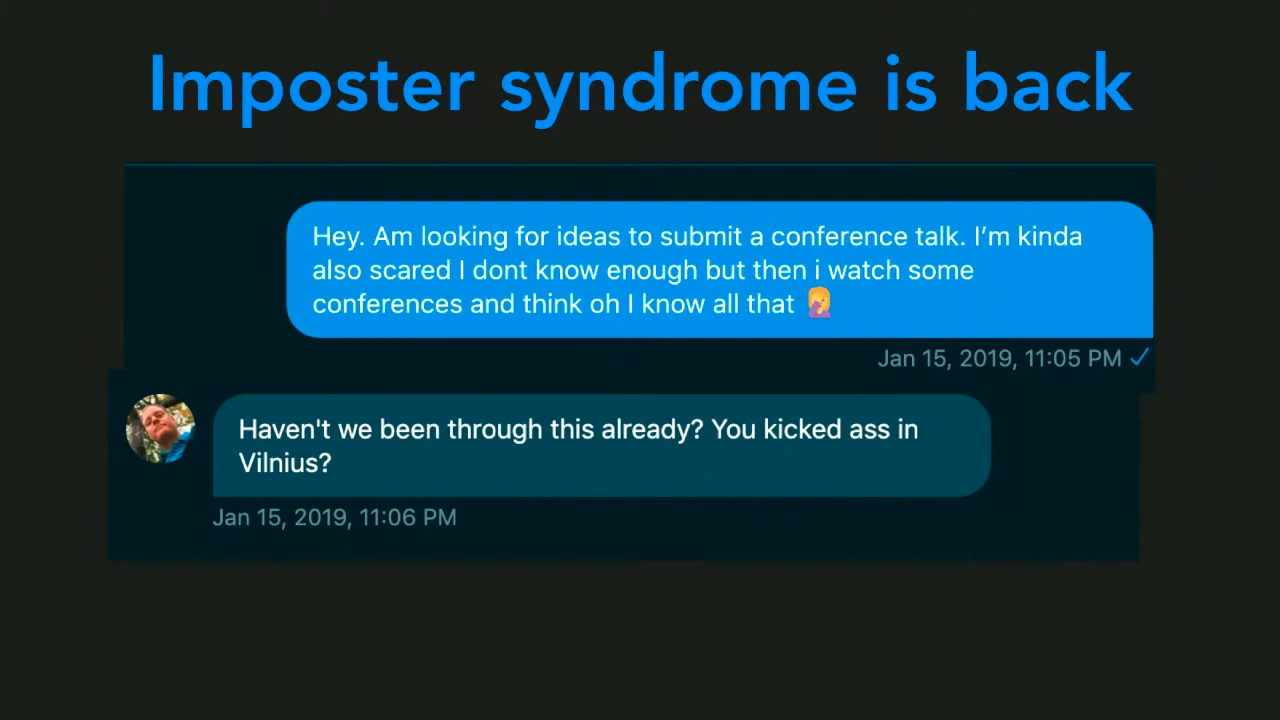 Imposter syndrome is back
Hey. Am looking for ideas to submit a conference talk. I’m kinda
also scared I dont know enough but then i watch some
conferences and think oh I know all that 🤦‍♀️
Jan 15, 2019, 11:05 PM ✓
Haven't we been through this already? You kicked ass in
Vilnius?
Jan 15, 2019, 11:06 PM